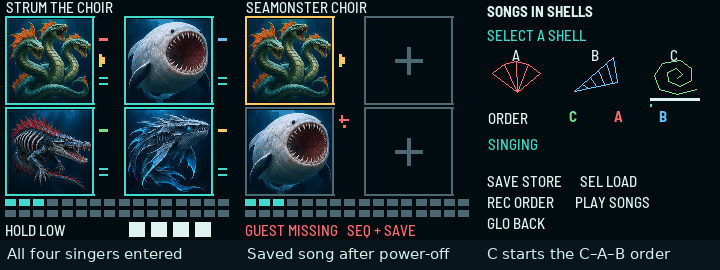 STRUM THE CHOIR
HOLD LOW
All four singers entered
SEAMONSTER CHOIR
GUEST MISSING SEQ + SAVE
Saved song after power-off
SONGS IN SHELLS
SELECT A SHELL
A B C
ORDER C A B
SINGING
SAVE STORE SEL LOAD
REC ORDER PLAY SONGS
GLO BACK
C starts the C–A–B order